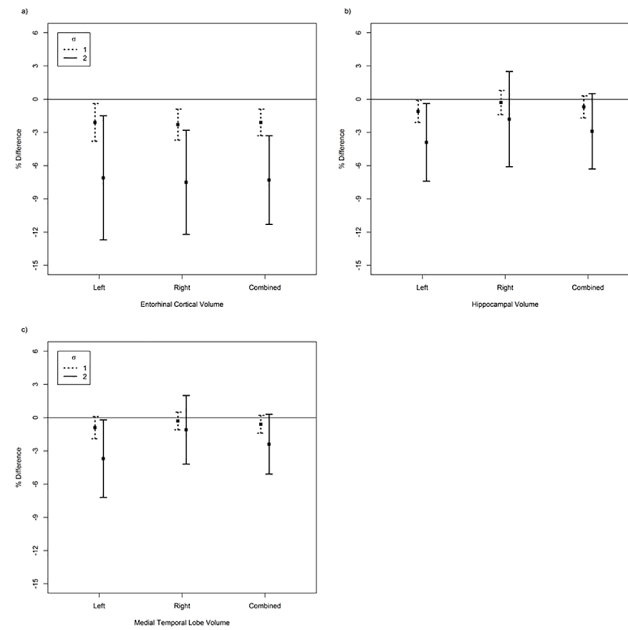 a)
σ
1
2
6
3
0
-3
-6
-9
-12
-15
% Difference
Left Right Combined
Entorhinal Cortical Volume
b)
6
3
0
-3
-6
-9
-12
-15
% Difference
Left Right Combined
Hippocampal Volume
c)
σ
1
2
6
3
0
-3
-6
-9
-12
-15
% Difference
Left Right Combined
Medial Temporal Lobe Volume